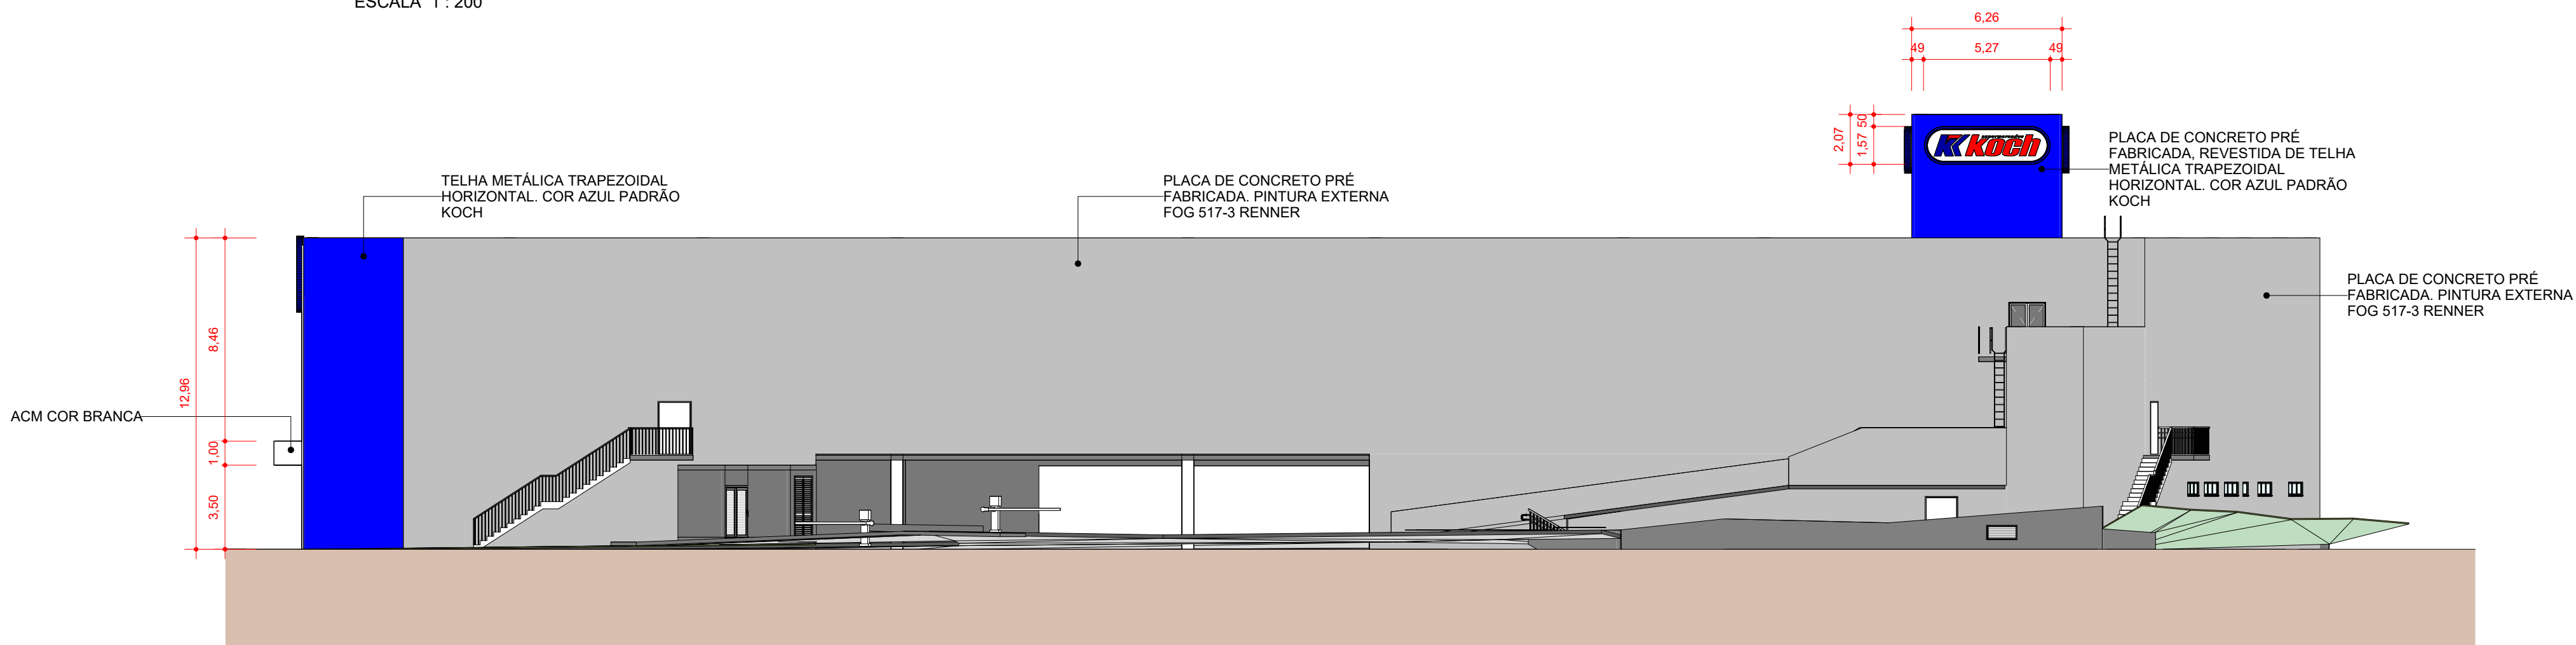 ESCALA 1 : 200
6,26
49
5,27
49
2,07
1,57
50
supermercados
Koch
PLACA DE CONCRETO PRÉ
FABRICADA, REVESTIDA DE TELHA
METÁLICA TRAPEZOIDAL
HORIZONTAL. COR AZUL PADRÃO
KOCH
TELHA METÁLICA TRAPEZOIDAL
HORIZONTAL. COR AZUL PADRÃO
KOCH
PLACA DE CONCRETO PRÉ
FABRICADA. PINTURA EXTERNA
FOG 517-3 RENNER
PLACA DE CONCRETO PRÉ
FABRICADA. PINTURA EXTERNA
FOG 517-3 RENNER
12,96
8,46
1,00
3,50
ACM COR BRANCA